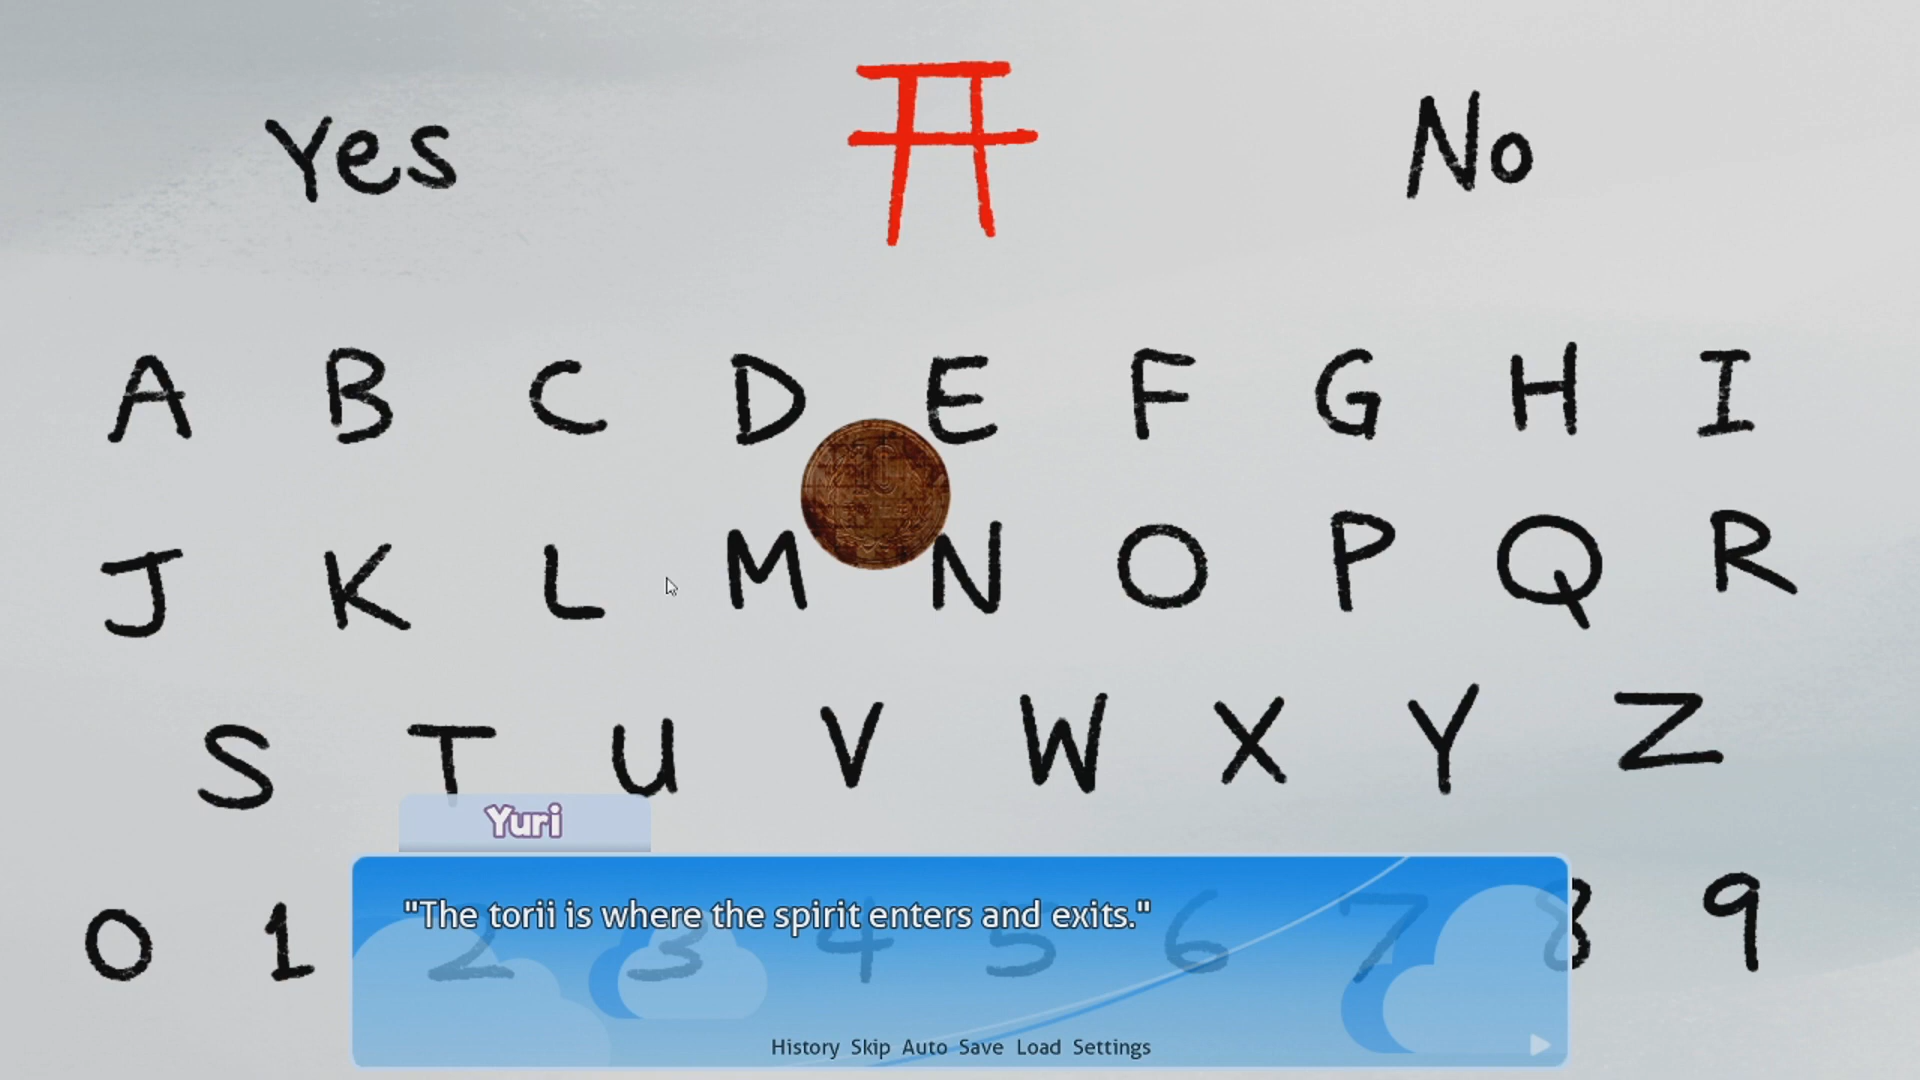 Yes No
A B C D E F G H I
10
J K L M N O P Q R
S T U V W X Y Z
Yuri
0 1 2 3 4 5 6 7 8 9
"The torii is where the spirit enters and exits."
History Skip Auto Save Load Settings